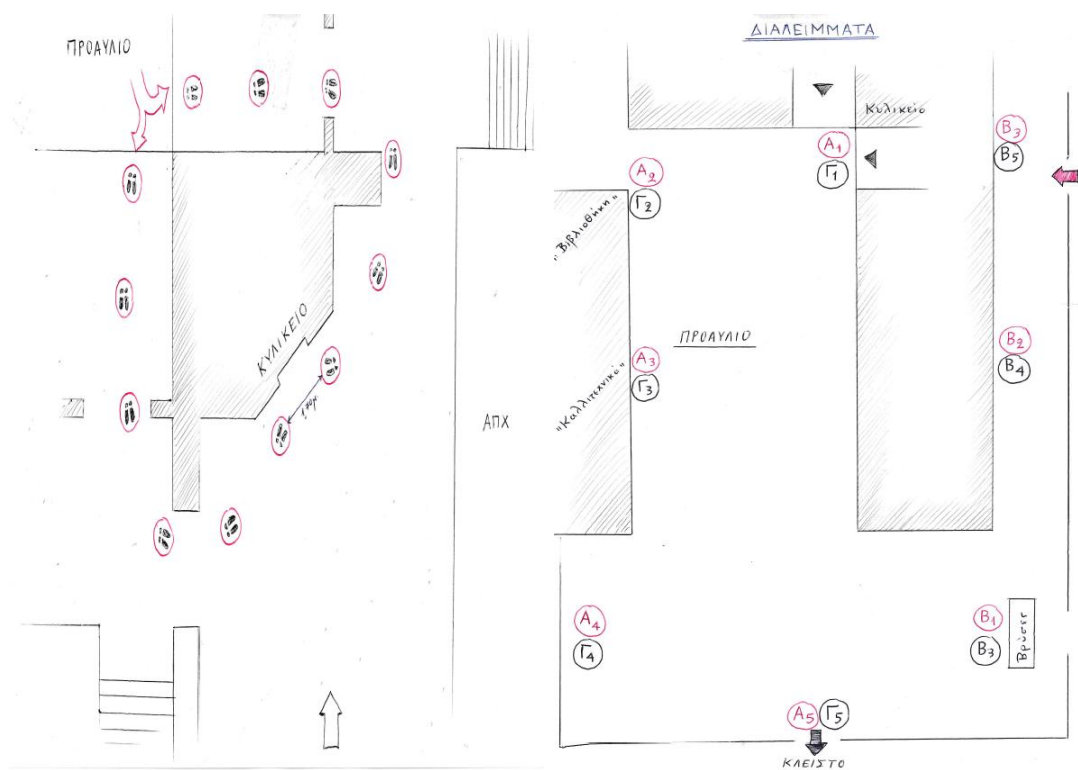 ΠΡΟΑΥΛΙΟ
ΚΥΛΙΚΕΙΟ
ΑΠΧ
ΔΙΑΛΕΙΜΜΑΤΑ
Κυλικείο
Α1
Γ1
Β3
Β5
Α2
Γ2
"Βιβλιοθήκη"
ΠΡΟΑΥΛΙΟ
Α3
Γ3
"Καλλιτεχνικό"
Β2
Β4
Α4
Γ4
Β1
Β3
Βρύσες
Α5 Γ5
ΚΛΕΙΣΤΟ